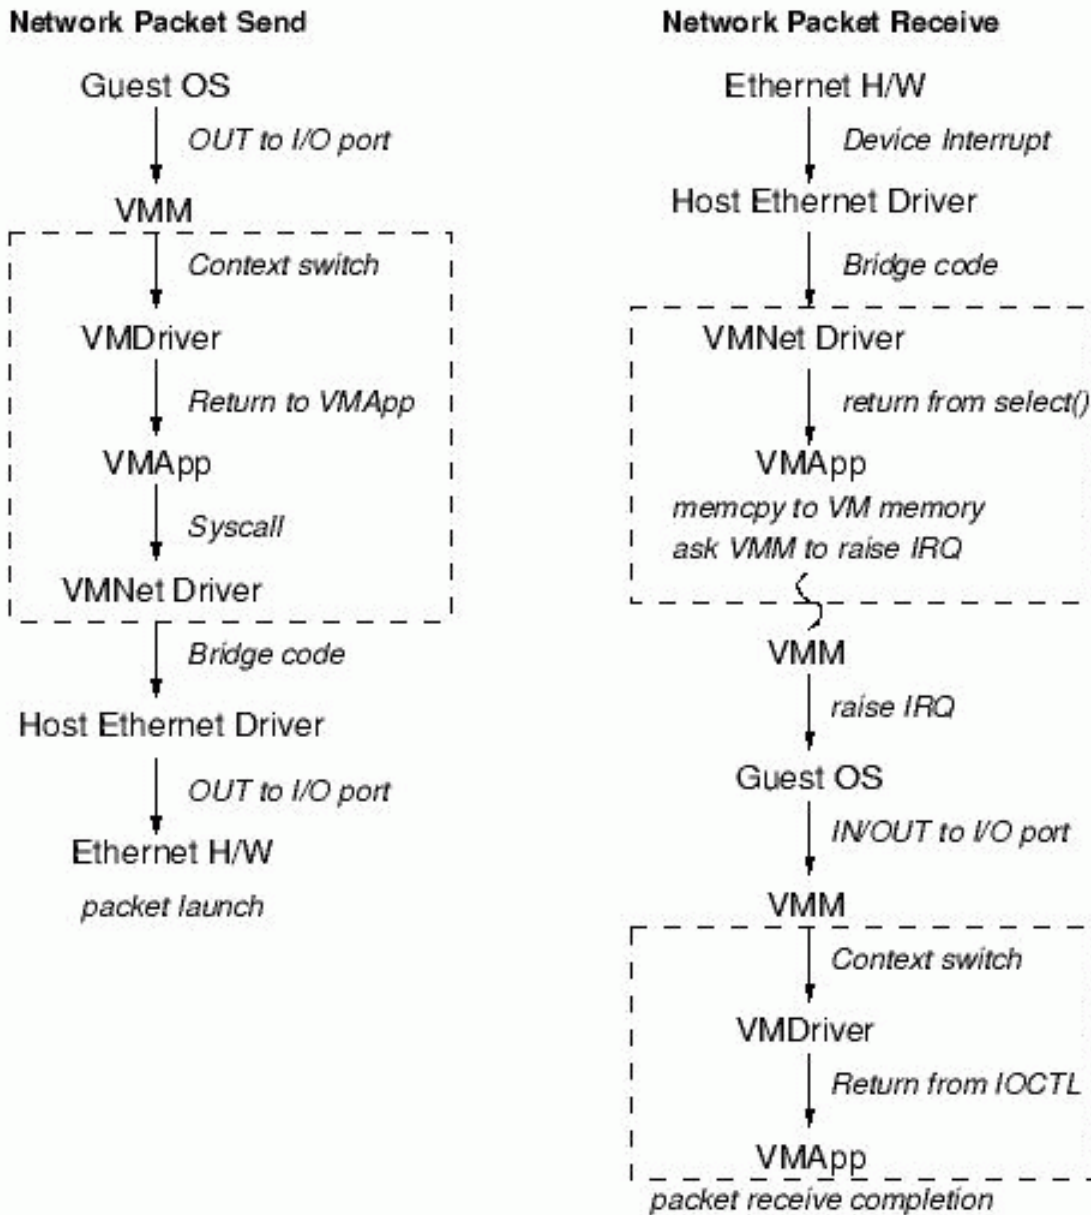 Network Packet Send
Guest OS
OUT to I/O port
VMM
Context switch
VMDriver
Return to VMApp
VMApp
Syscall
VMNet Driver
Bridge code
Host Ethernet Driver
OUT to I/O port
Ethernet H/W
packet launch
Network Packet Receive
Ethernet H/W
Device Interrupt
Host Ethernet Driver
Bridge code
VMNet Driver
return from select()
VMApp
memcpy to VM memory
ask VMM to raise IRQ
VMM
raise IRQ
Guest OS
IN/OUT to I/O port
VMM
Context switch
VMDriver
Return from IOCTL
VMApp
packet receive completion